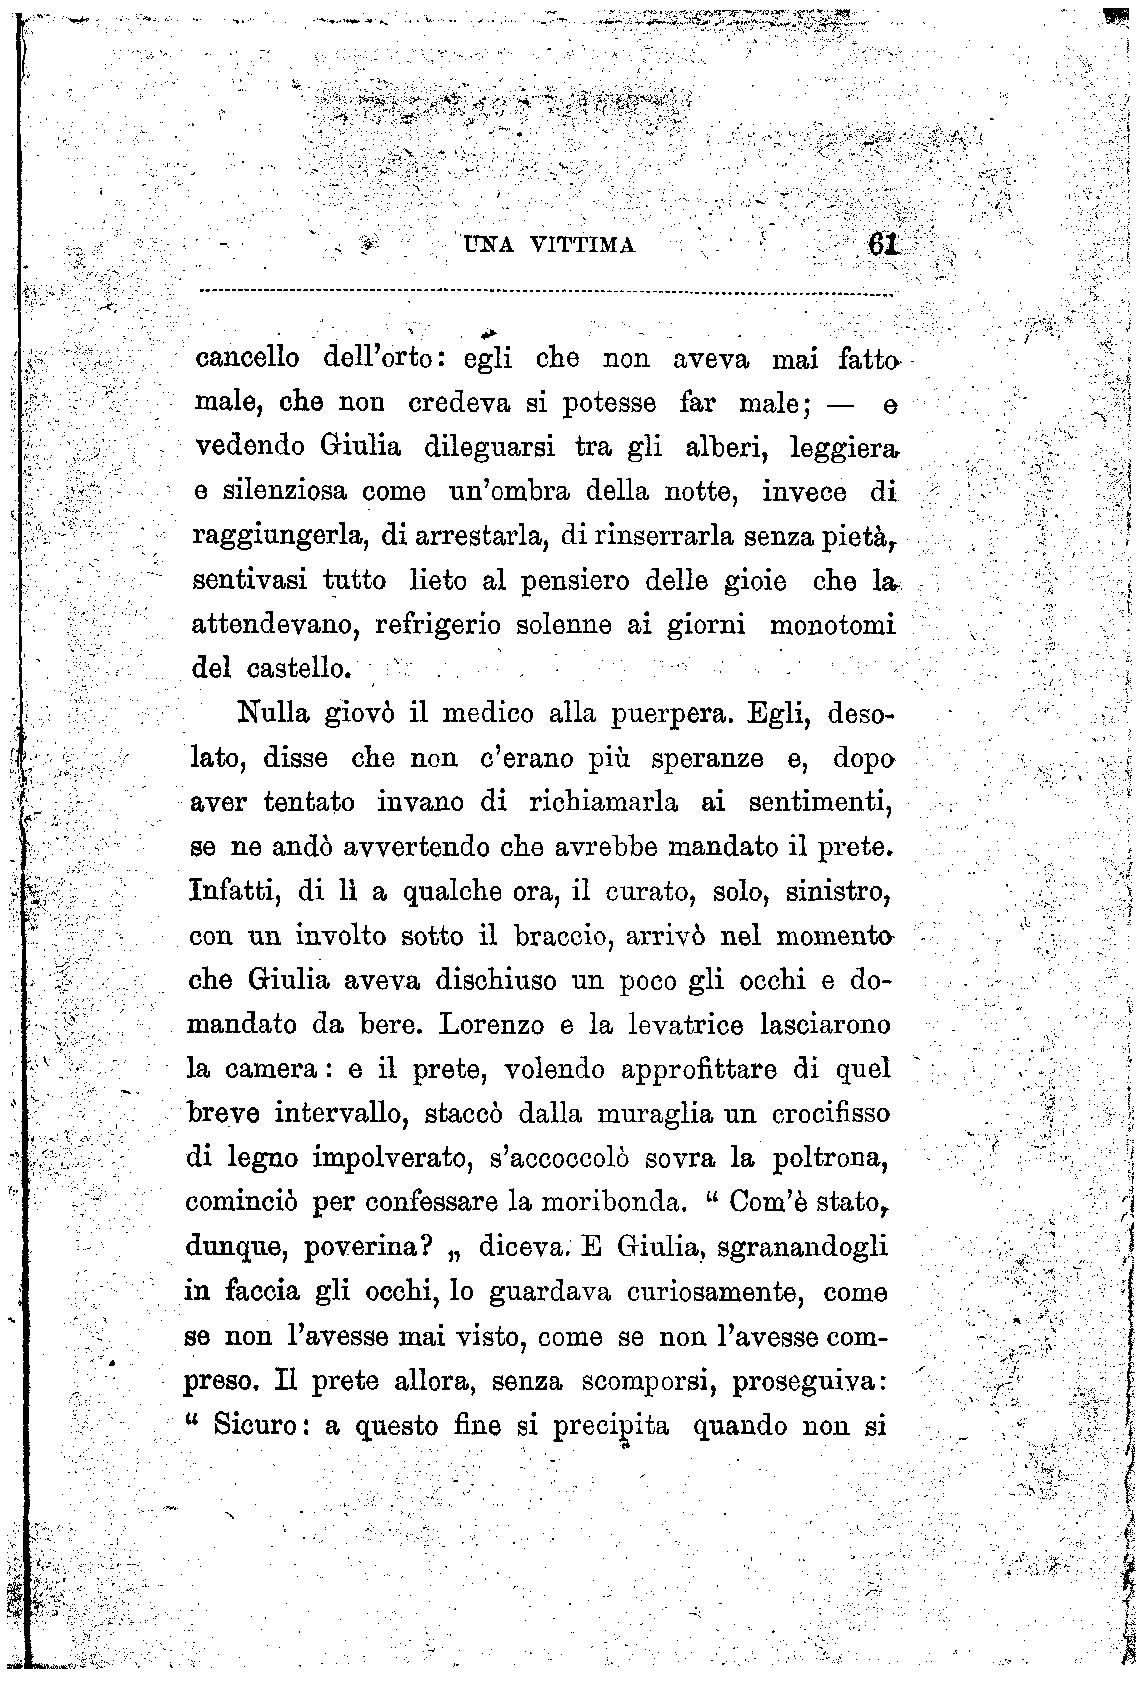 UNA VITTIMA 61
cancello dell'orto: egli che non aveva mai fatto
male, che non credeva si potesse far male; — e
vedendo Giulia dileguarsi tra gli alberi, leggiera
e silenziosa come un'ombra della notte, invece di
raggiungerla, di arrestarla, di rinserrarla senza pietà,
sentivasi tutto lieto al pensiero delle gioie che la
attendevano, refrigerio solenne ai giorni monotomi
del castello.
Nulla giovò il medico alla puerpera. Egli, deso-
lato, disse che non c'erano più speranze e, dopo
aver tentato invano di richiamarla ai sentimenti,
se ne andò avvertendo che avrebbe mandato il prete.
Infatti, di lì a qualche ora, il curato, solo, sinistro,
con un involto sotto il braccio, arrivò nel momento
che Giulia aveva dischiuso un poco gli occhi e do-
mandato da bere. Lorenzo e la levatrice lasciarono
la camera: e il prete, volendo approfittare di quel
breve intervallo, staccò dalla muraglia un crocifisso
di legno impolverato, s'accoccolò sovra la poltrona,
cominciò per confessare la moribonda. “ Com'è stato,
dunque, poverina? „ diceva. E Giulia, sgranandogli
in faccia gli occhi, lo guardava curiosamente, come
se non l'avesse mai visto, come se non l'avesse com-
preso. Il prete allora, senza scomporsi, proseguiva:
“ Sicuro: a questo fine si precipita quando non si